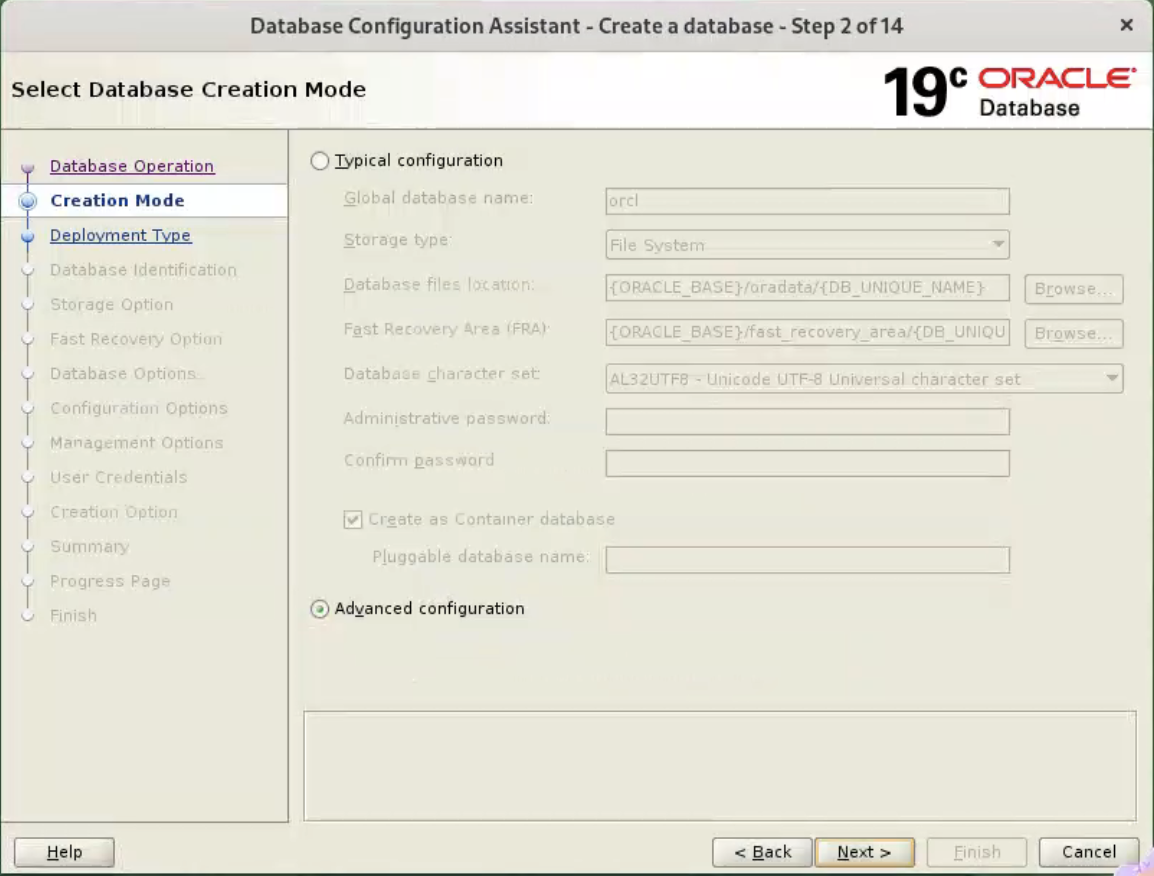 Database Configuration Assistant - Create a database - Step 2 of 14
×
Select Database Creation Mode
19c ORACLE
Database
Database Operation
Creation Mode
Deployment Type
Database Identification
Storage Option
Fast Recovery Option
Database Options
Configuration Options
Management Options
User Credentials
Creation Option
Summary
Progress Page
Finish
Typical configuration
Global database name: orcl
Storage type: File System
Database files location: {ORACLE_BASE}/oradata/{DB_UNIQUE_NAME} Browse...
Fast Recovery Area (FRA) {ORACLE_BASE}/fast_recovery_area/{DB_UNIQU Browse...
Database character set: AL32UTF8 - Unicode UTF-8 Universal character set
Administrative password:
Confirm password
Create as Container database
Pluggable database name:
Advanced configuration
Help
< Back
Next >
Finish
Cancel